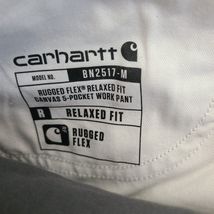 carhartt
MODEL NO. BN2517-M
RUGGED FLEX® RELAXED FIT
CANVAS 5-POCKET WORK PANT
R RELAXED FIT
RUGGED
FLEX